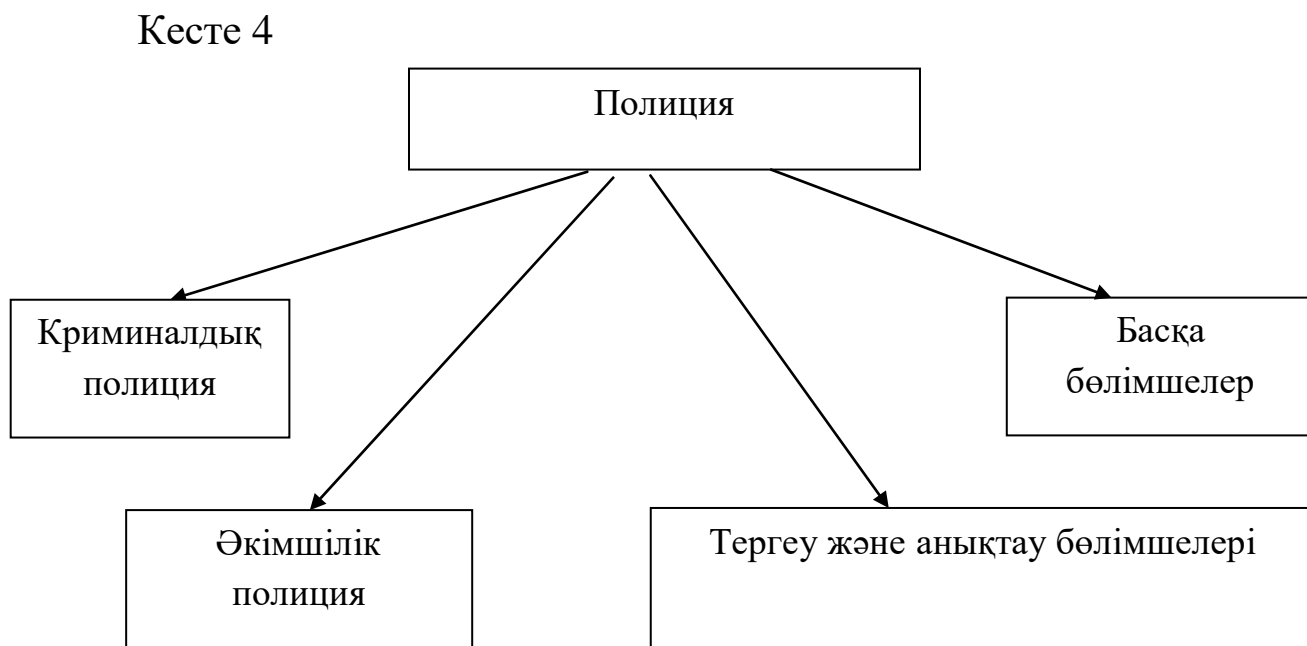 Кесте 4
Полиция
Криминалдық
полиция
Басқа
бөлімшелер
Әкімшілік
полиция
Тергеу және анықтау бөлімшелері